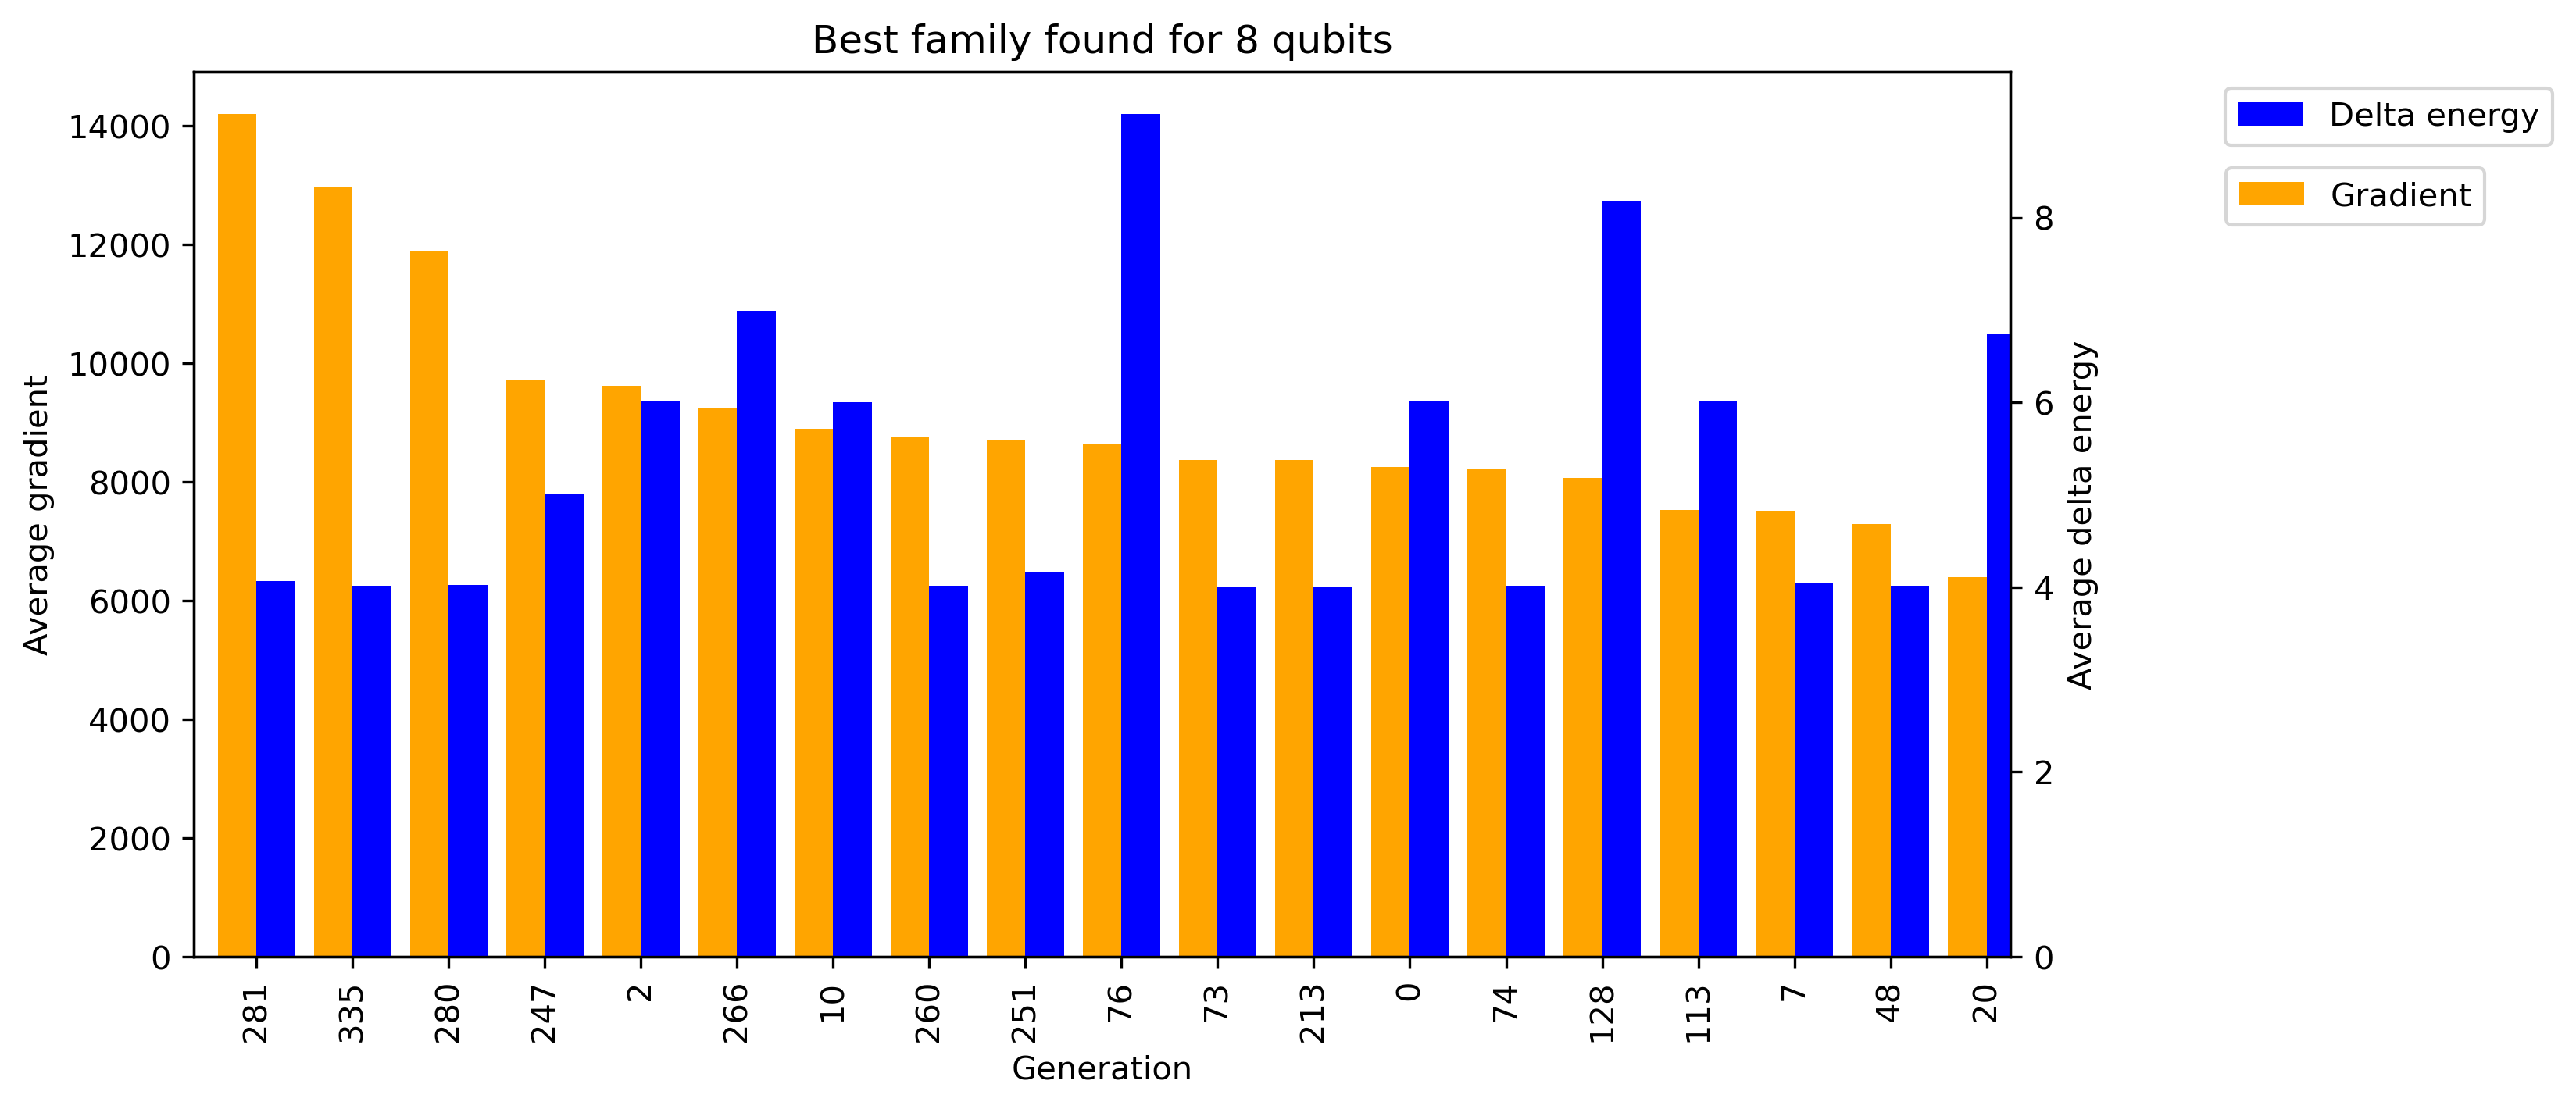 Best family found for 8 qubits
Average gradient
14000
12000
10000
8000
6000
4000
2000
0
8
6
4
2
0
Average delta energy
281 335 280 247 2 266 10 260 251 76 73 213 0 74 128 113 7 48 20
Generation
Delta energy
Gradient